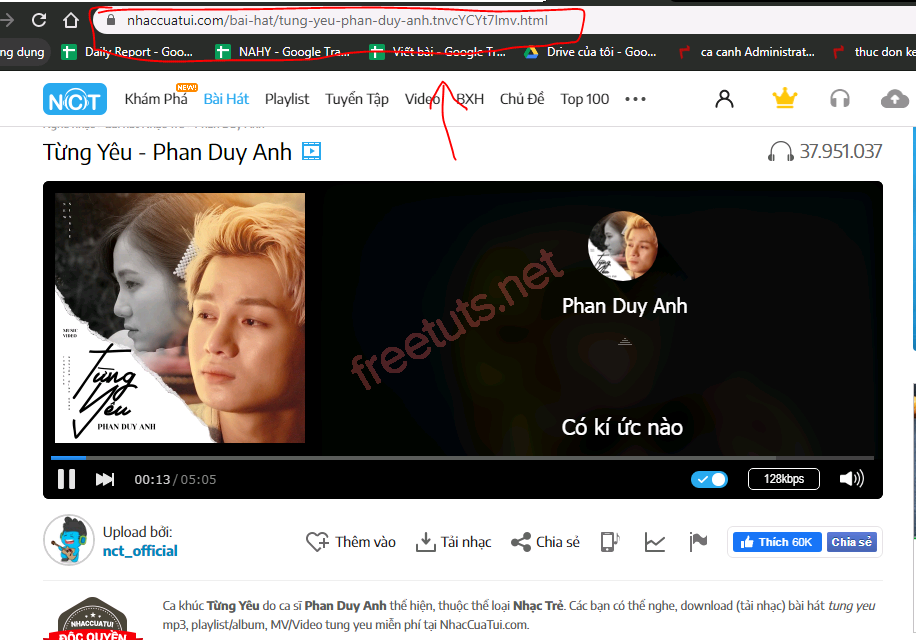 nhaccuatui.com/bai-hat/tung-yeu-phan-duy-anh.tnvcYCYt7lmv.html
ng dụng Daily Report - Goo... NAHY - Google Tra... Viết bài - Google Tr... Drive của tôi - Goo... ca canh Administrat... thuc don ke
NCT Khám Phá NEW! Bài Hát Playlist Tuyển Tập Video BXH Chủ Đề Top 100
Từng Yêu - Phan Duy Anh 37.951.037
MUSIC
VIDEO
Từng
Yêu
PHAN DUY ANH
Phan Duy Anh
freetuts.net
Có kí ức nào
00:13 / 05:05 128kbps
Upload bởi:
nct_official
Thêm vào Tải nhạc Chia sẻ Thích 60K Chia sẻ
Ca khúc Từng Yêu do ca sĩ Phan Duy Anh thể hiện, thuộc thể loại Nhạc Trẻ. Các bạn có thể nghe, download (tải nhạc) bài hát tung yeu
mp3, playlist/album, MV/Video tung yeu miễn phí tại NhacCuaTui.com.
NHACCUATUI
ĐỘC QUYỀN